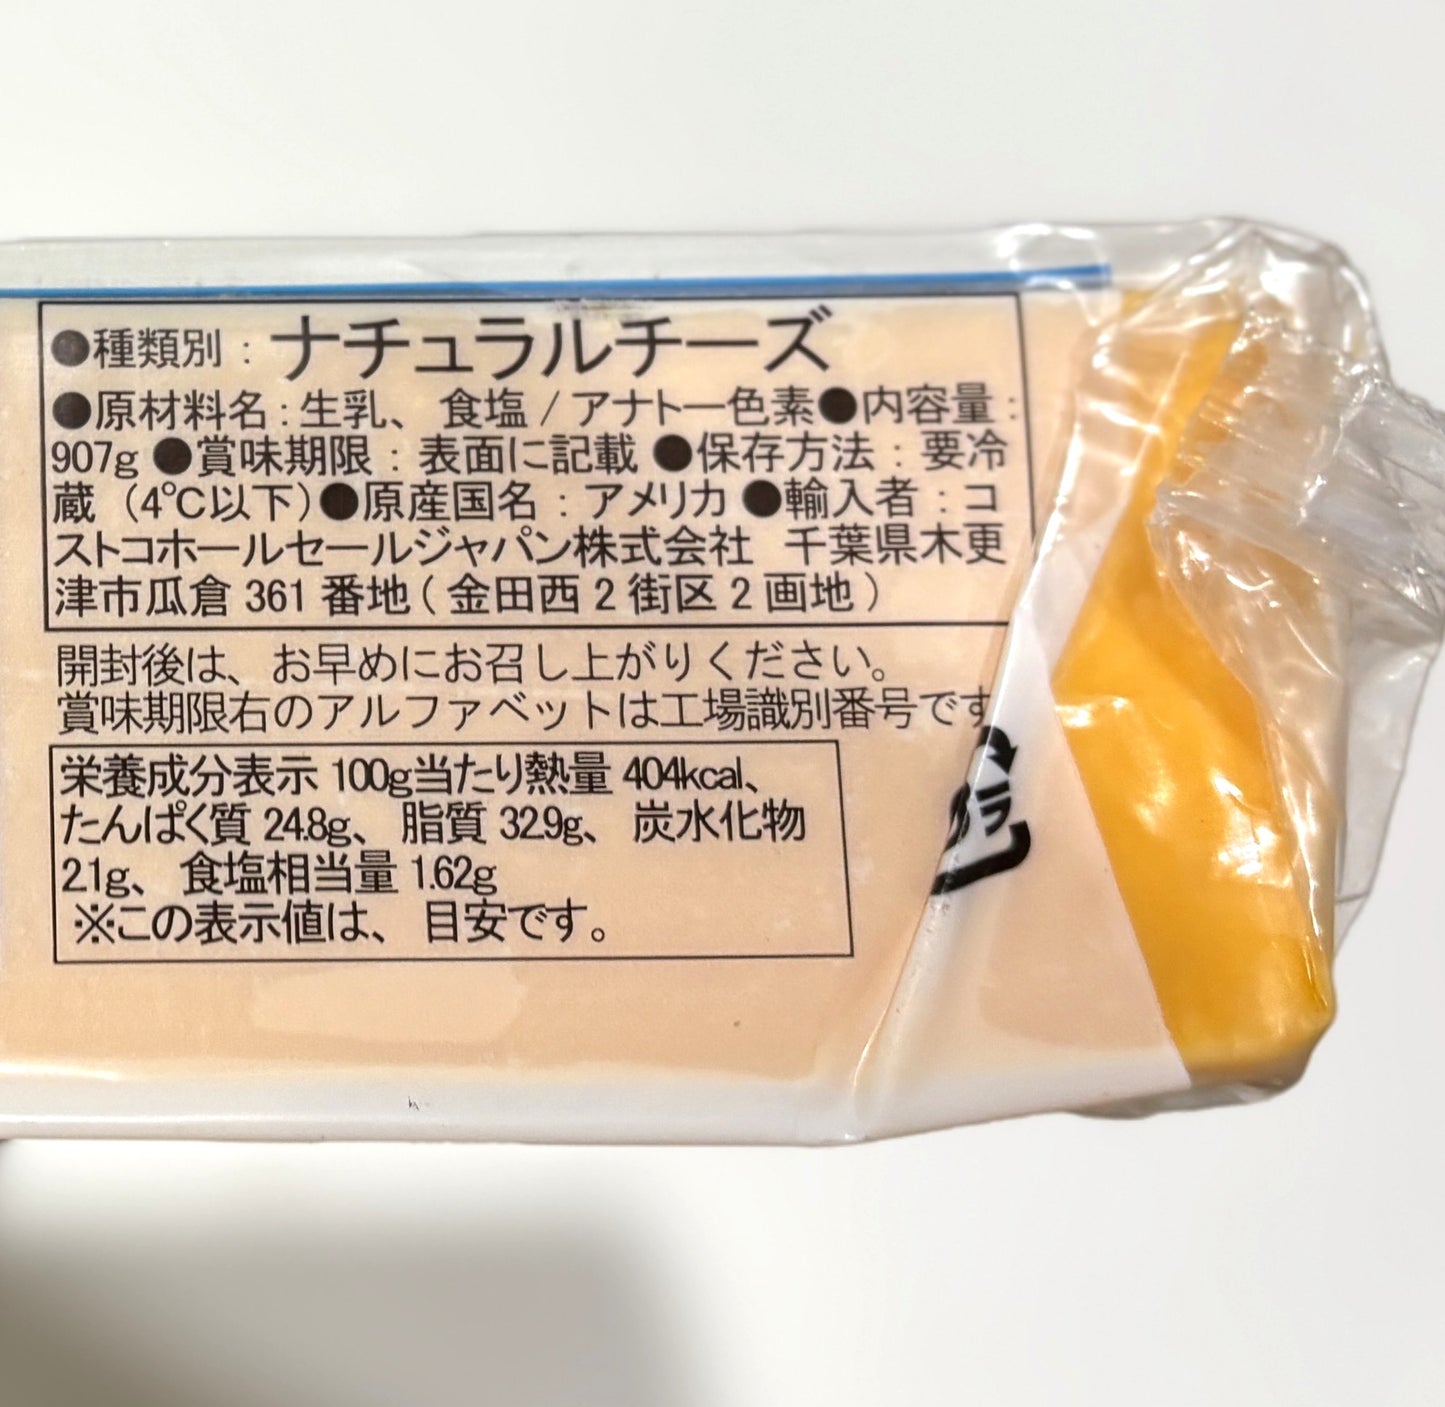 ●種類別：ナチュラルチーズ
●原材料名：生乳、食塩/アナトー色素●内容量：
907g ●賞味期限：表面に記載 ●保存方法：要冷
蔵（4℃以下）●原産国名：アメリカ ●輸入者：コ
ストコホールセールジャパン株式会社 千葉県木更
津市瓜倉 361 番地(金田西 2 街区 2 画地)
開封後は、お早めにお召し上がりください。
賞味期限右のアルファベットは工場識別番号です
栄養成分表示 100g当たり熱量 404kcal、
たんぱく質 24.8g、脂質 32.9g、炭水化物
2.1g、食塩相当量 1.62g
※この表示値は、目安です。
プラ